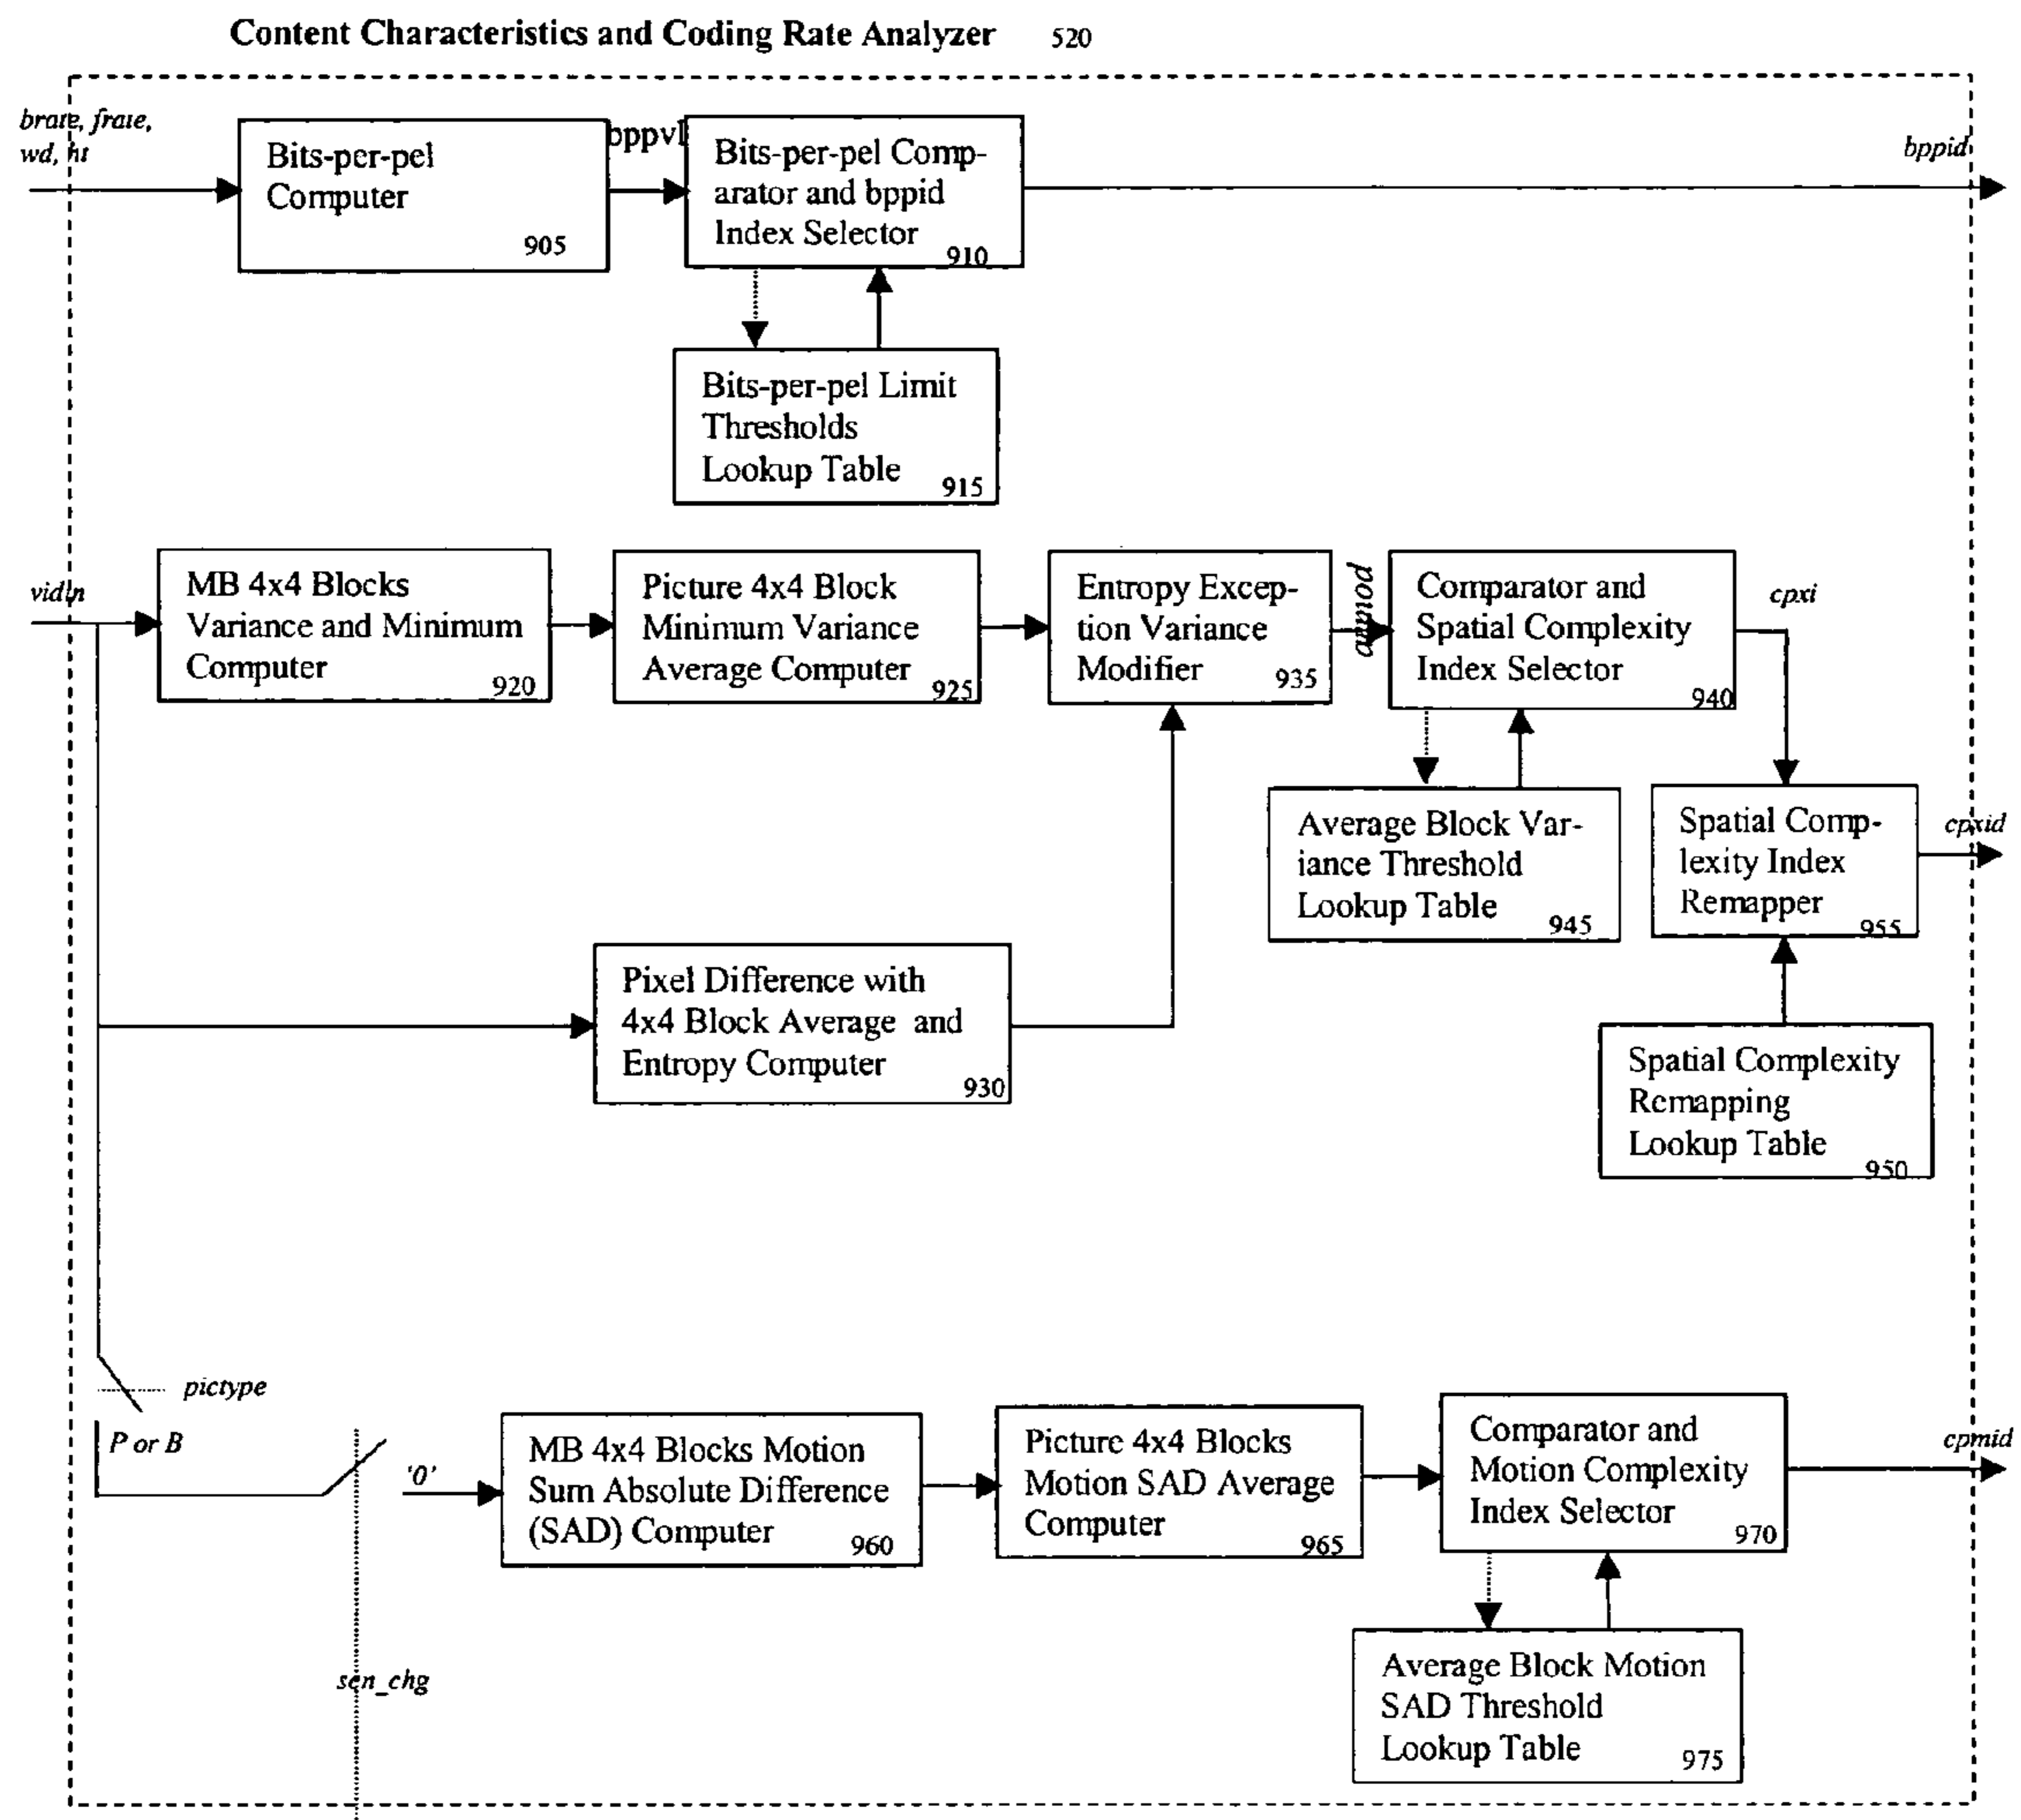 Content Characteristics and Coding Rate Analyzer 520
brate, frate,
wd, ht
Bits-per-pel
Computer
905
Bits-per-pel Comp-
arator and bppid
Index Selector
910
bppid
Bits-per-pel Limit
Thresholds
Lookup Table
915
vidin
MB 4x4 Blocks
Variance and Minimum
Computer
920
Picture 4x4 Block
Minimum Variance
Average Computer
925
Entropy Excep-
tion Variance
Modifier
935
Comparator and
Spatial Complexity
Index Selector
940
cpxi
Average Block Var-
iance Threshold
Lookup Table
945
Spatial Comp-
lexity Index
Remapper
955
cpxid
Pixel Difference with
4x4 Block Average and
Entropy Computer
930
Spatial Complexity
Remapping
Lookup Table
950
pictype
P or B
'0'
MB 4x4 Blocks Motion
Sum Absolute Difference
(SAD) Computer
960
Picture 4x4 Blocks
Motion SAD Average
Computer
965
Comparator and
Motion Complexity
Index Selector
970
cpmid
scn_chg
Average Block Motion
SAD Threshold
Lookup Table
975